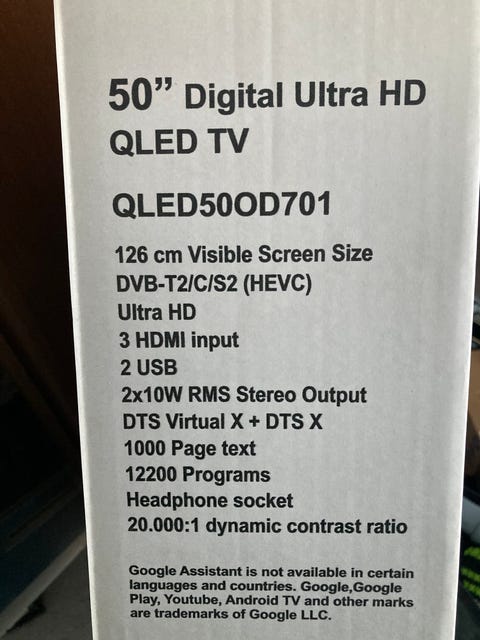 50” Digital Ultra HD
QLED TV
QLED50OD701
126 cm Visible Screen Size
DVB-T2/C/S2 (HEVC)
Ultra HD
3 HDMI input
2 USB
2x10W RMS Stereo Output
DTS Virtual X + DTS X
1000 Page text
12200 Programs
Headphone socket
20.000:1 dynamic contrast ratio
Google Assistant is not available in certain
languages and countries. Google,Google
Play, Youtube, Android TV and other marks
are trademarks of Google LLC.